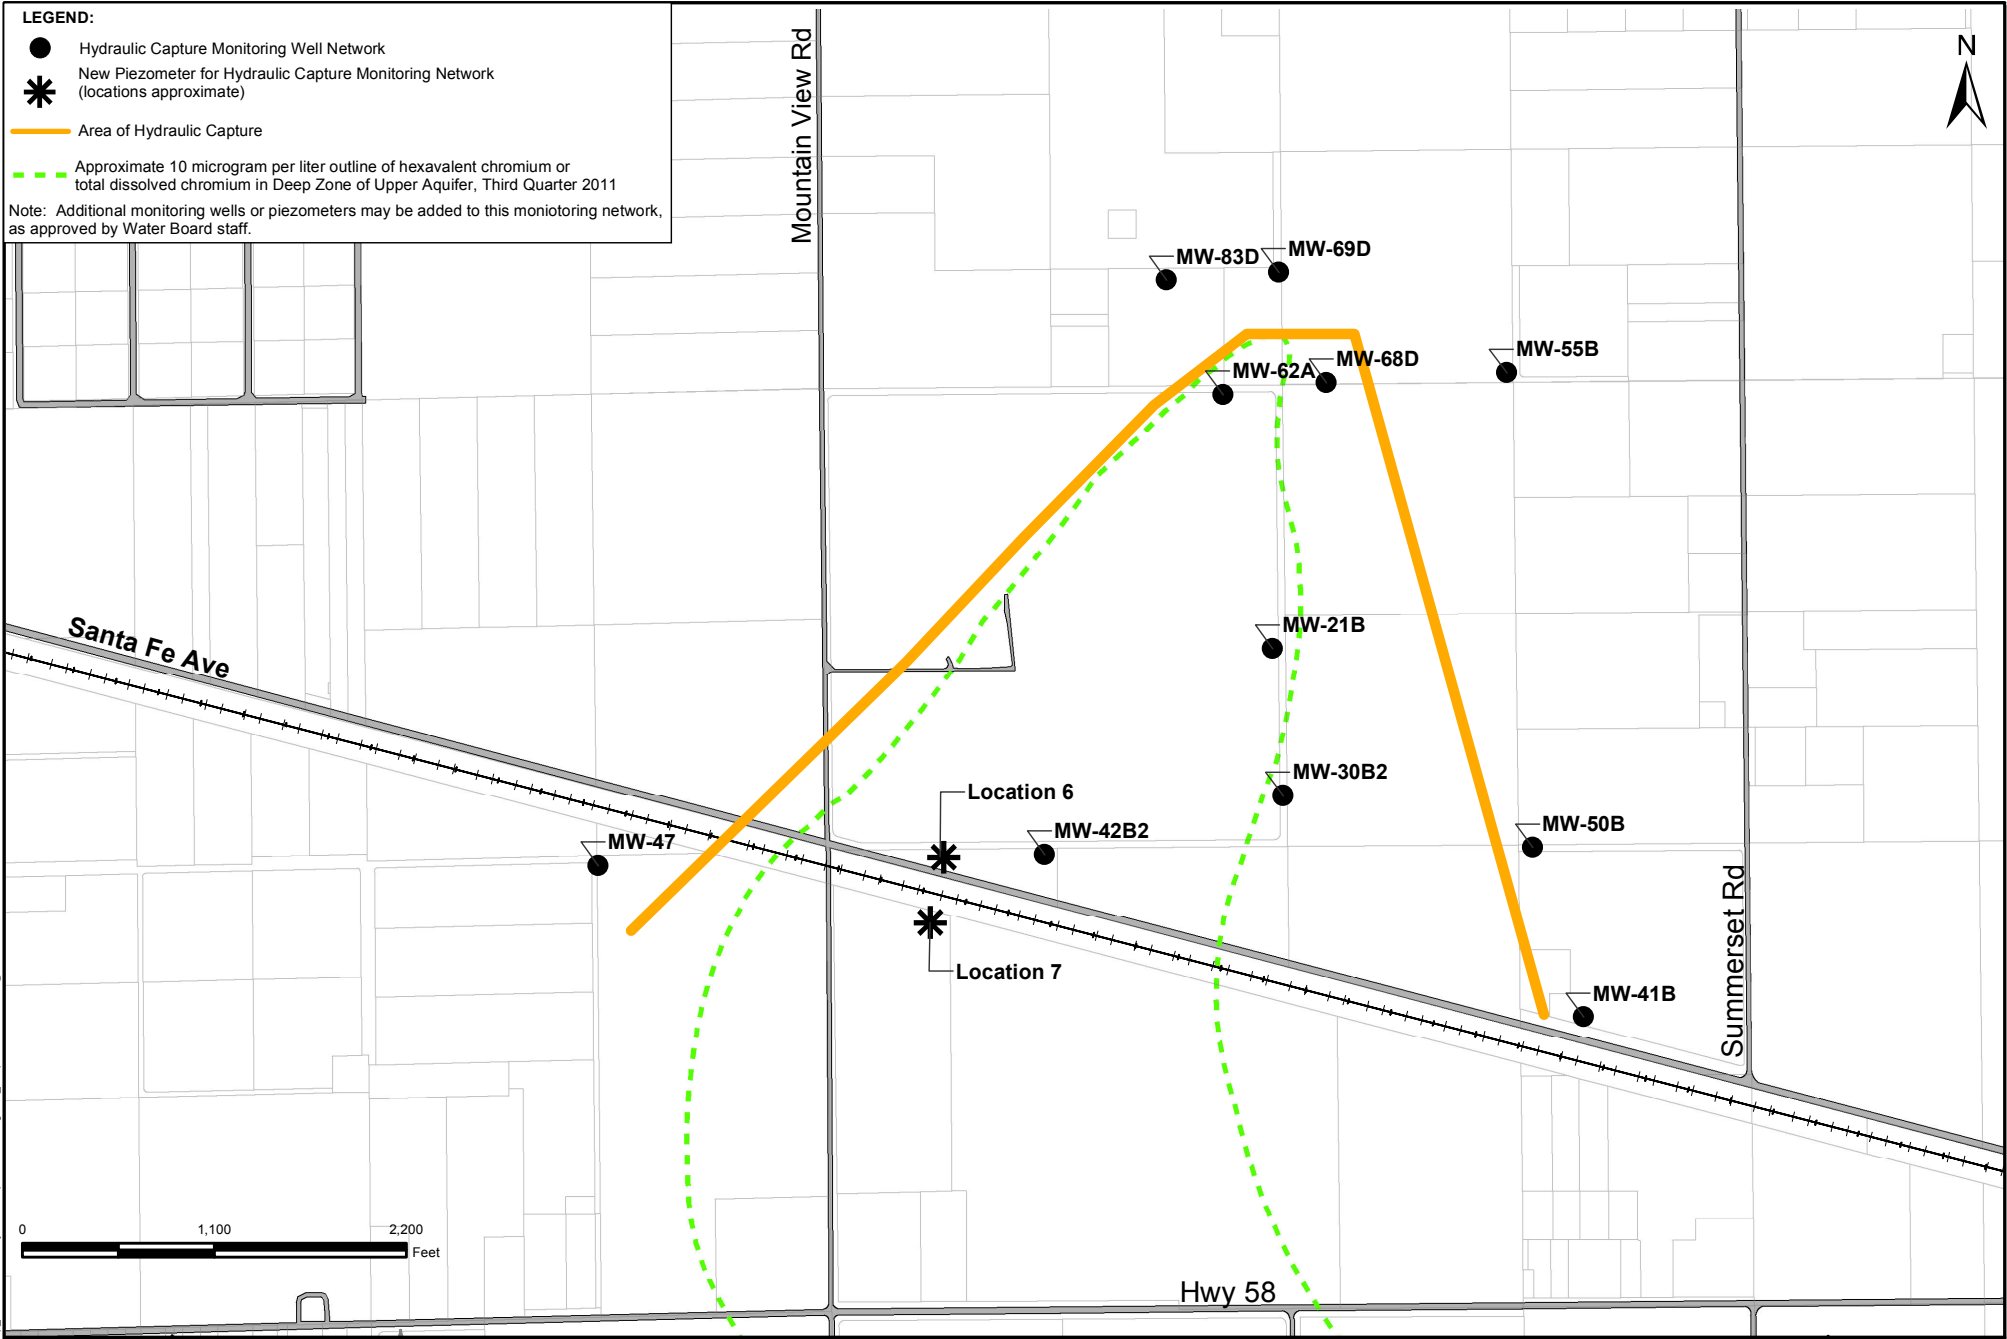 LEGEND:
Hydraulic Capture Monitoring Well Network
New Piezometer for Hydraulic Capture Monitoring Network
(locations approximate)
Area of Hydraulic Capture
Approximate 10 microgram per liter outline of hexavalent chromium or
total dissolved chromium in Deep Zone of Upper Aquifer, Third Quarter 2011
Note: Additional monitoring wells or piezometers may be added to this moniotoring network,
as approved by Water Board staff.
Mountain View Rd
N
MW-83D
MW-69D
MW-55B
MW-68D
MW-62A
Santa Fe Ave
MW-21B
MW-30B2
Location 6
MW-42B2
MW-47
MW-50B
Location 7
MW-41B
Summerset Rd
0 1,100 2,200
Feet
Hwy 58